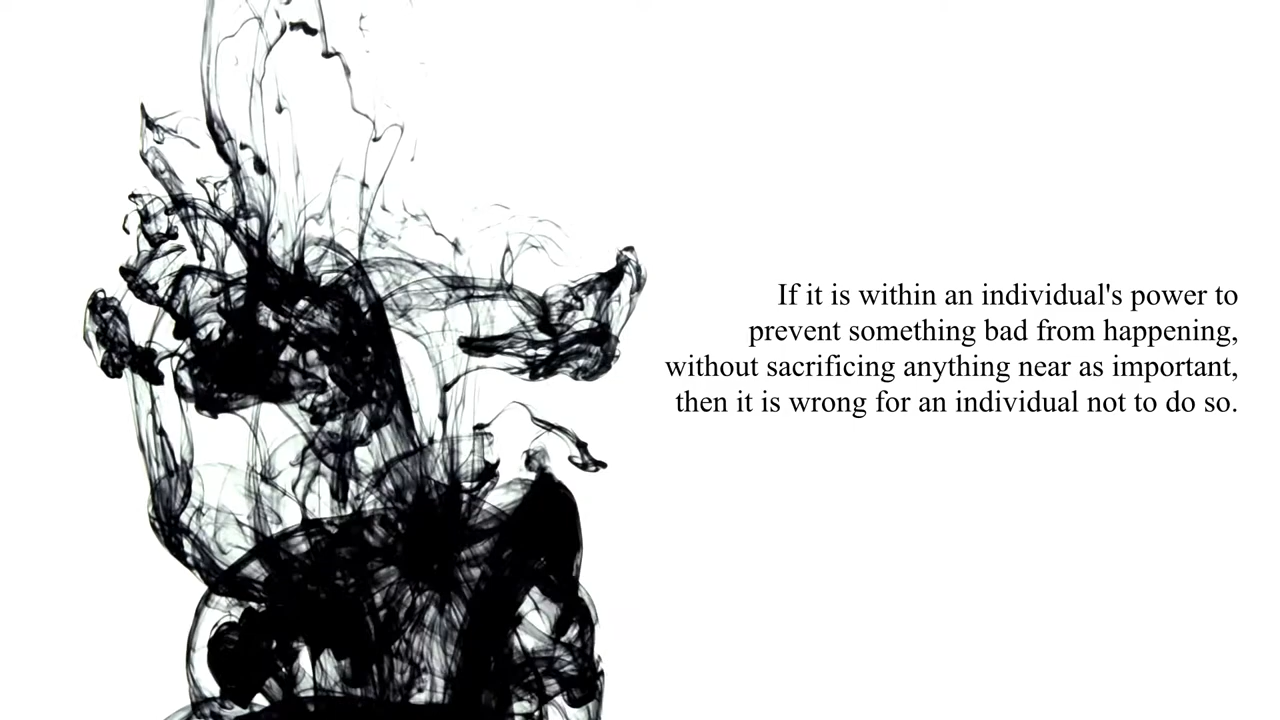 If it is within an individual's power to
prevent something bad from happening,
without sacrificing anything near as important,
then it is wrong for an individual not to do so.